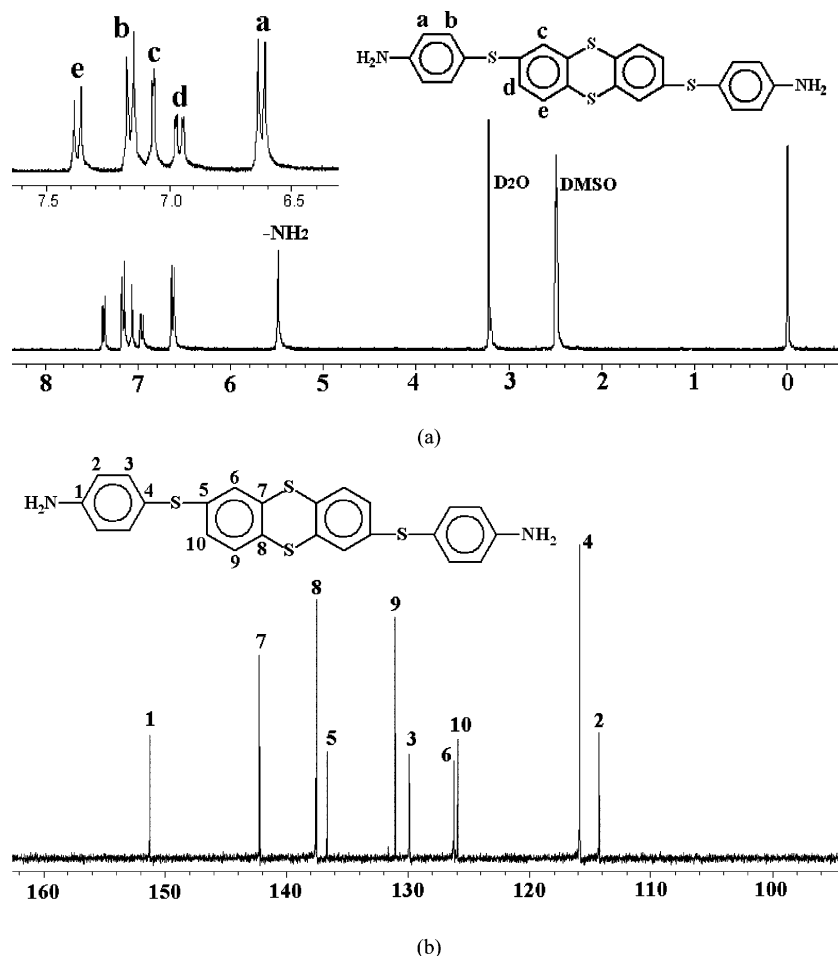 a
b
c
e
d
7.5 7.0 6.5
a b c
H2N S S S NH2
d e
D2O
DMSO
-NH2
8 7 6 5 4 3 2 1 0
(a)
2 3 6
1 4 5 7
H2N S S S S NH2
10 9 8
4
8
9
7
1
5
3
6
10
2
160 150 140 130 120 110 100
(b)